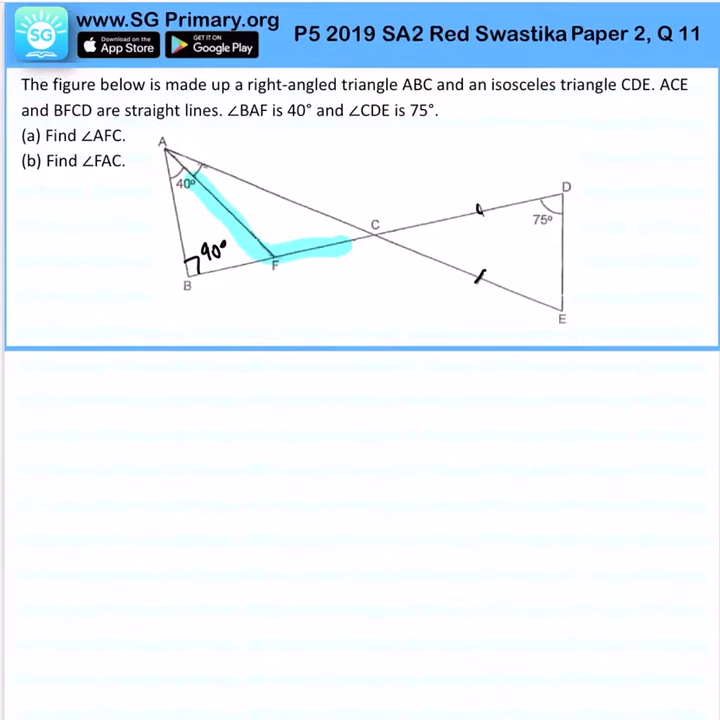 www.SG Primary.org
SG
Download on the
App Store
GET IT ON
Google Play
P5 2019 SA2 Red Swastika Paper 2, Q 11
The figure below is made up a right-angled triangle ABC and an isosceles triangle CDE. ACE
and BFCD are straight lines. ∠BAF is 40° and ∠CDE is 75°.
(a) Find ∠AFC.
(b) Find ∠FAC.
A
40°
D
75°
C
90°
F
B
E